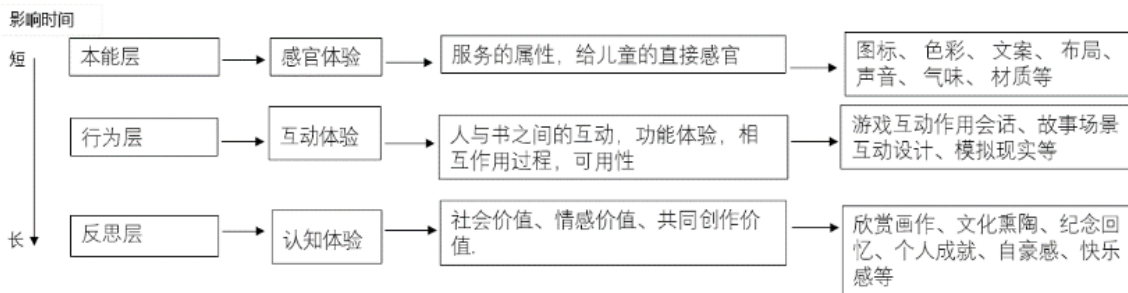 影响时间
短
本能层
感官体验
服务的属性，给儿童的直接感官
图标、色彩、文案、布局、
声音、气味、材质等
行为层
互动体验
人与书之间的互动，功能体验，相
互作用过程，可用性
游戏互动作用会话、故事场景
互动设计、模拟现实等
长
反思层
认知体验
社会价值、情感价值、共同创作价
值.
欣赏画作、文化熏陶、纪念回
忆、个人成就、自豪感、快乐
感等